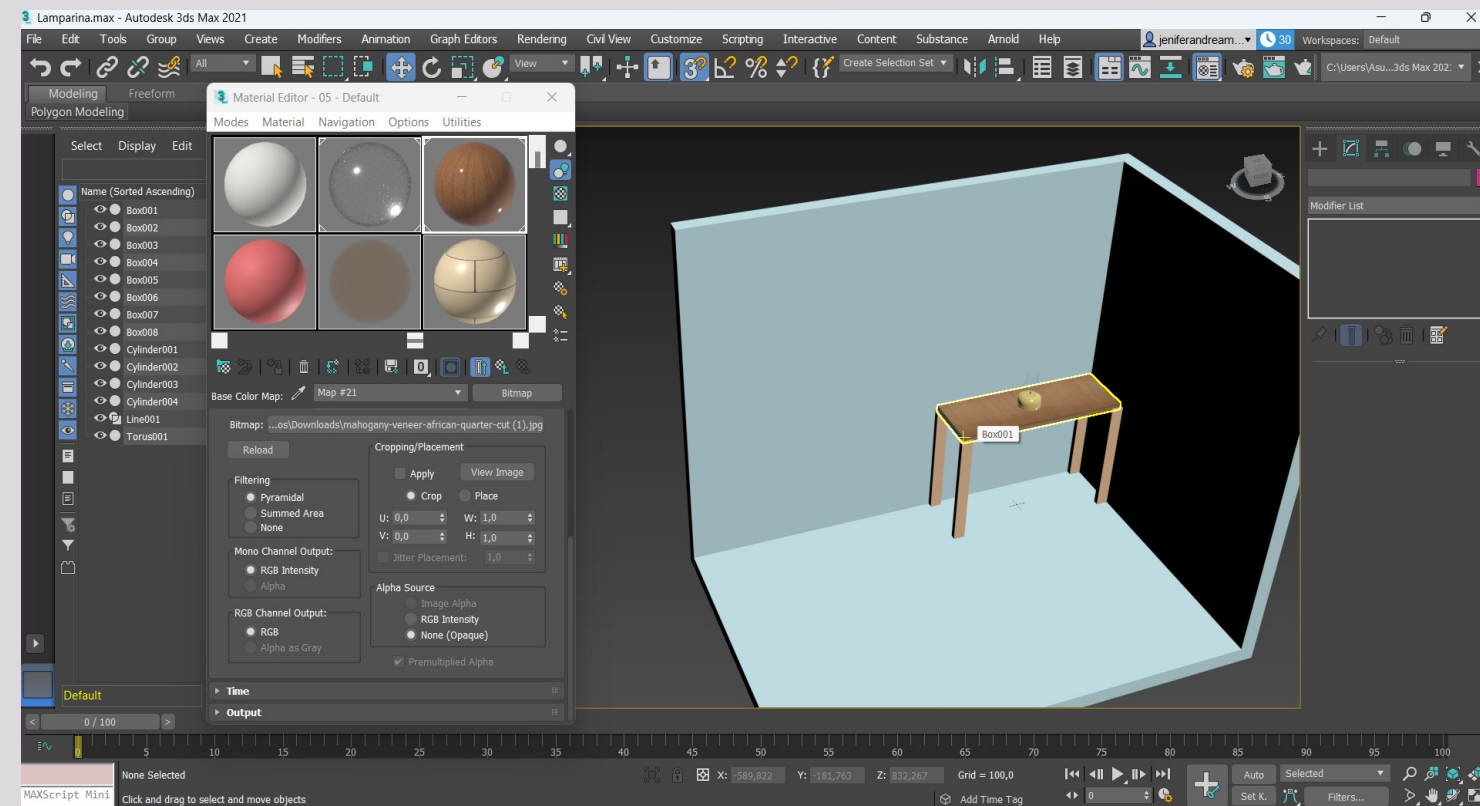 Lamparina.max - Autodesk 3ds Max 2021
File Edit Tools Group Views Create Modifiers Animation Graph Editors Rendering Civil View Customize Scripting Interactive Content Substance Arnold Help jeniferandream... 30 Workspaces: Default
All View Create Selection Set C:\Users\Asu...3ds Max 202:
Modeling Freeform
Polygon Modeling
Material Editor - 05 - Default
Modes Material Navigation Options Utilities
Select Display Edit
Name (Sorted Ascending)
Box001
Box002
Box003
Box004
Box005
Box006
Box007
Box008
Cylinder001
Cylinder002
Cylinder003
Cylinder004
Line001
Torus001
Default
Base Color Map: Map #21 Bitmap
Bitmap: ...os\Downloads\mahogany-veneer-african-quarter-cut (1).jpg
Reload
Cropping/Placement
Apply View Image
Crop Place
U: 0,0 W: 1,0
V: 0,0 H: 1,0
Jitter Placement: 1,0
Filtering
Pyramidal
Summed Area
None
Mono Channel Output:
RGB Intensity
Alpha
RGB Channel Output:
RGB
Alpha as Gray
Alpha Source
Image Alpha
RGB Intensity
None (Opaque)
Premultiplied Alpha
Time
Output
Box001
Modifier List
0 / 100
0 5 10 15 20 25 30 35 40 45 50 55 60 65 70 75 80 85 90 95 100
None Selected X: -589,822 Y: -181,763 Z: 832,267 Grid = 100,0 Auto Selected
MAXScript Mini Click and drag to select and move objects Add Time Tag 0 Set K. Filters...